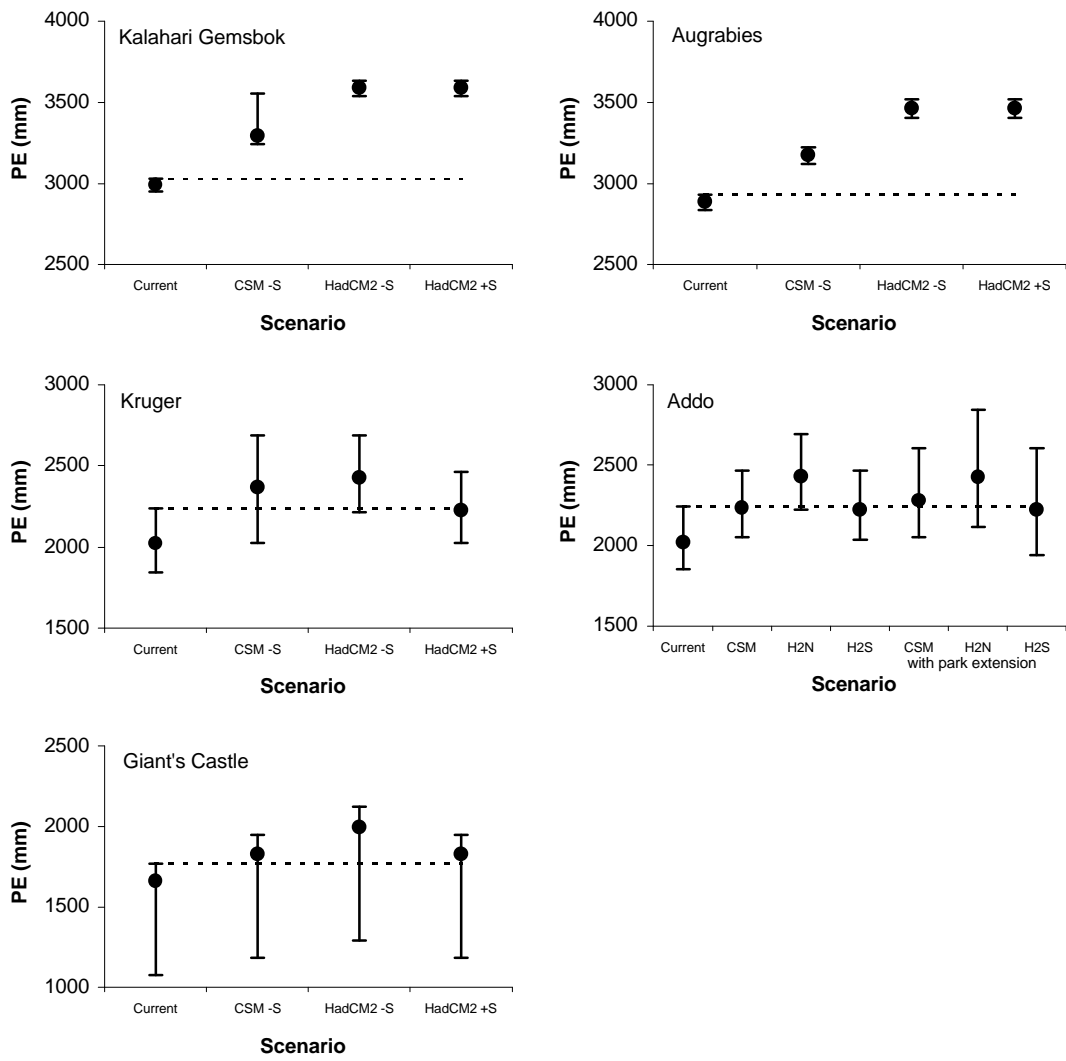 Kalahari Gemsbok
PE (mm)
4000
3500
3000
2500
Current CSM -S HadCM2 -S HadCM2 +S
Scenario
Augrabies
PE (mm)
4000
3500
3000
2500
Current CSM -S HadCM2 -S HadCM2 +S
Scenario
Kruger
PE (mm)
3000
2500
2000
1500
Current CSM -S HadCM2 -S HadCM2 +S
Scenario
Addo
PE (mm)
3000
2500
2000
1500
Current CSM H2N H2S CSM H2N H2S
with park extension
Scenario
Giant's Castle
PE (mm)
2500
2000
1500
1000
Current CSM -S HadCM2 -S HadCM2 +S
Scenario